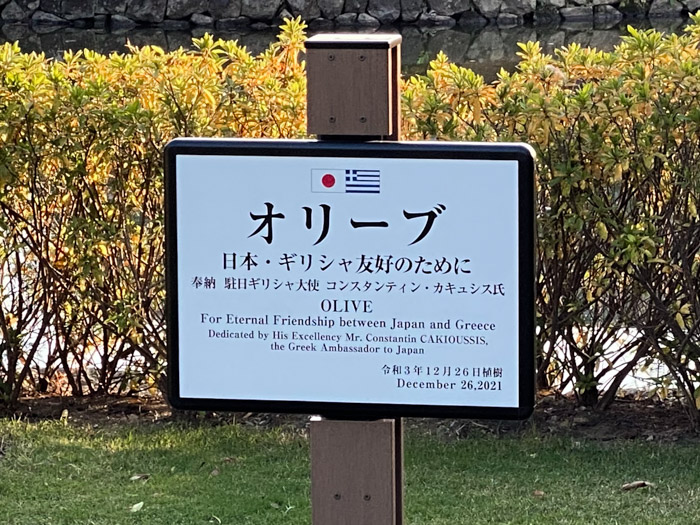 オリーブ
日本・ギリシャ友好のために
奉納 駐日ギリシャ大使 コンスタンティン・カキュシス氏
OLIVE
For Eternal Friendship between Japan and Greece
Dedicated by His Excellency Mr. Constantin CAKIOUSSIS,
the Greek Ambassador to Japan
令和3年12月26日植樹
December 26,2021